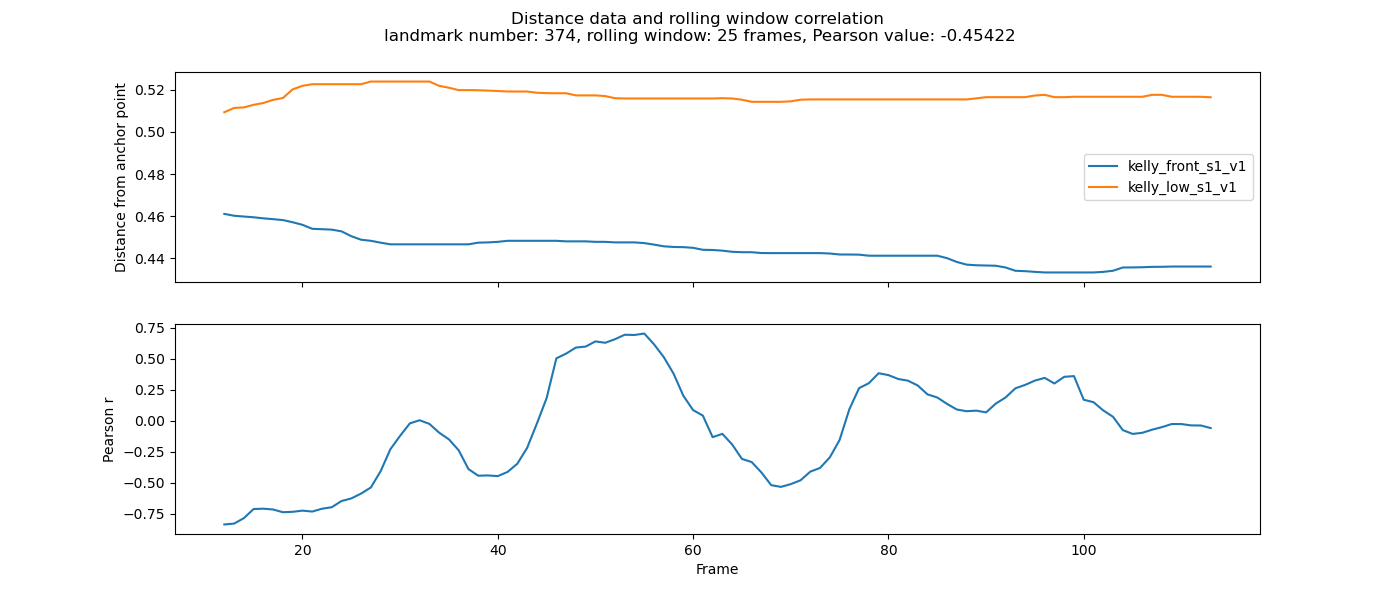 Distance data and rolling window correlation
landmark number: 374, rolling window: 25 frames, Pearson value: -0.45422
Distance from anchor point
0.52
0.50
0.48
0.46
0.44
kelly_front_s1_v1
kelly_low_s1_v1
Pearson r
0.75
0.50
0.25
0.00
−0.25
−0.50
−0.75
20 40 60 80 100
Frame